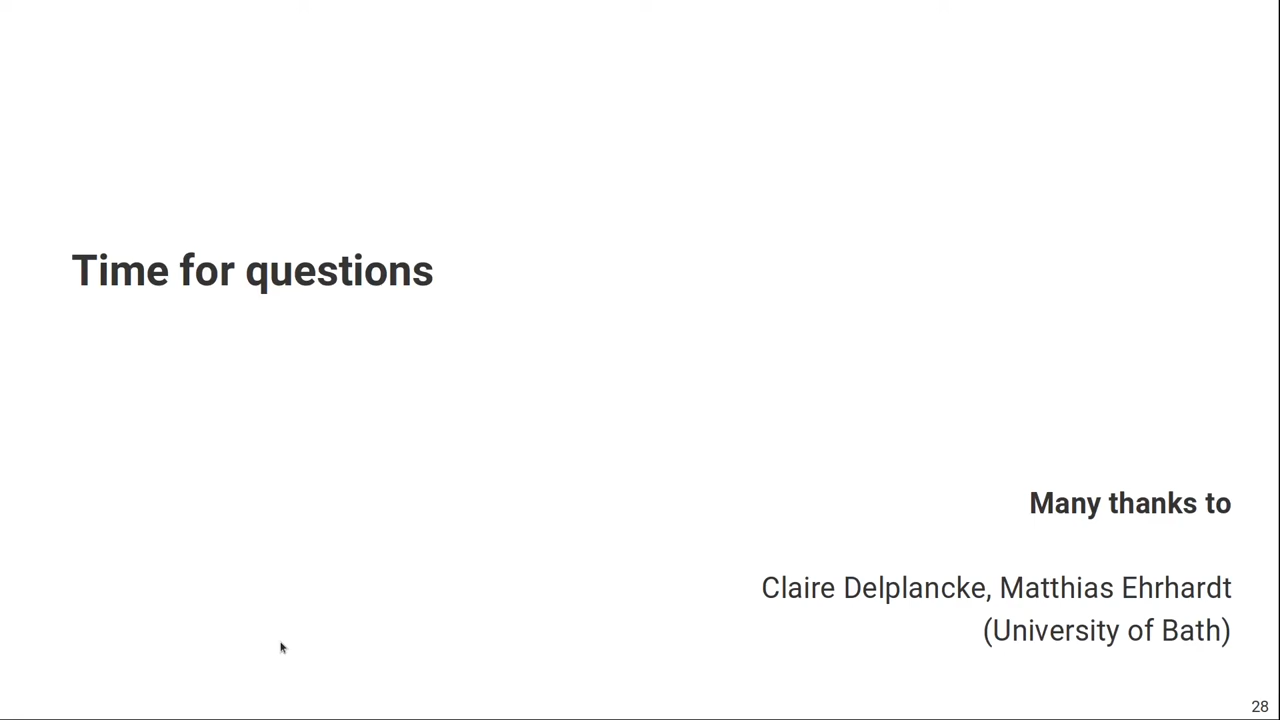 Time for questions
Many thanks to
Claire Delplancke, Matthias Ehrhardt
(University of Bath)
28